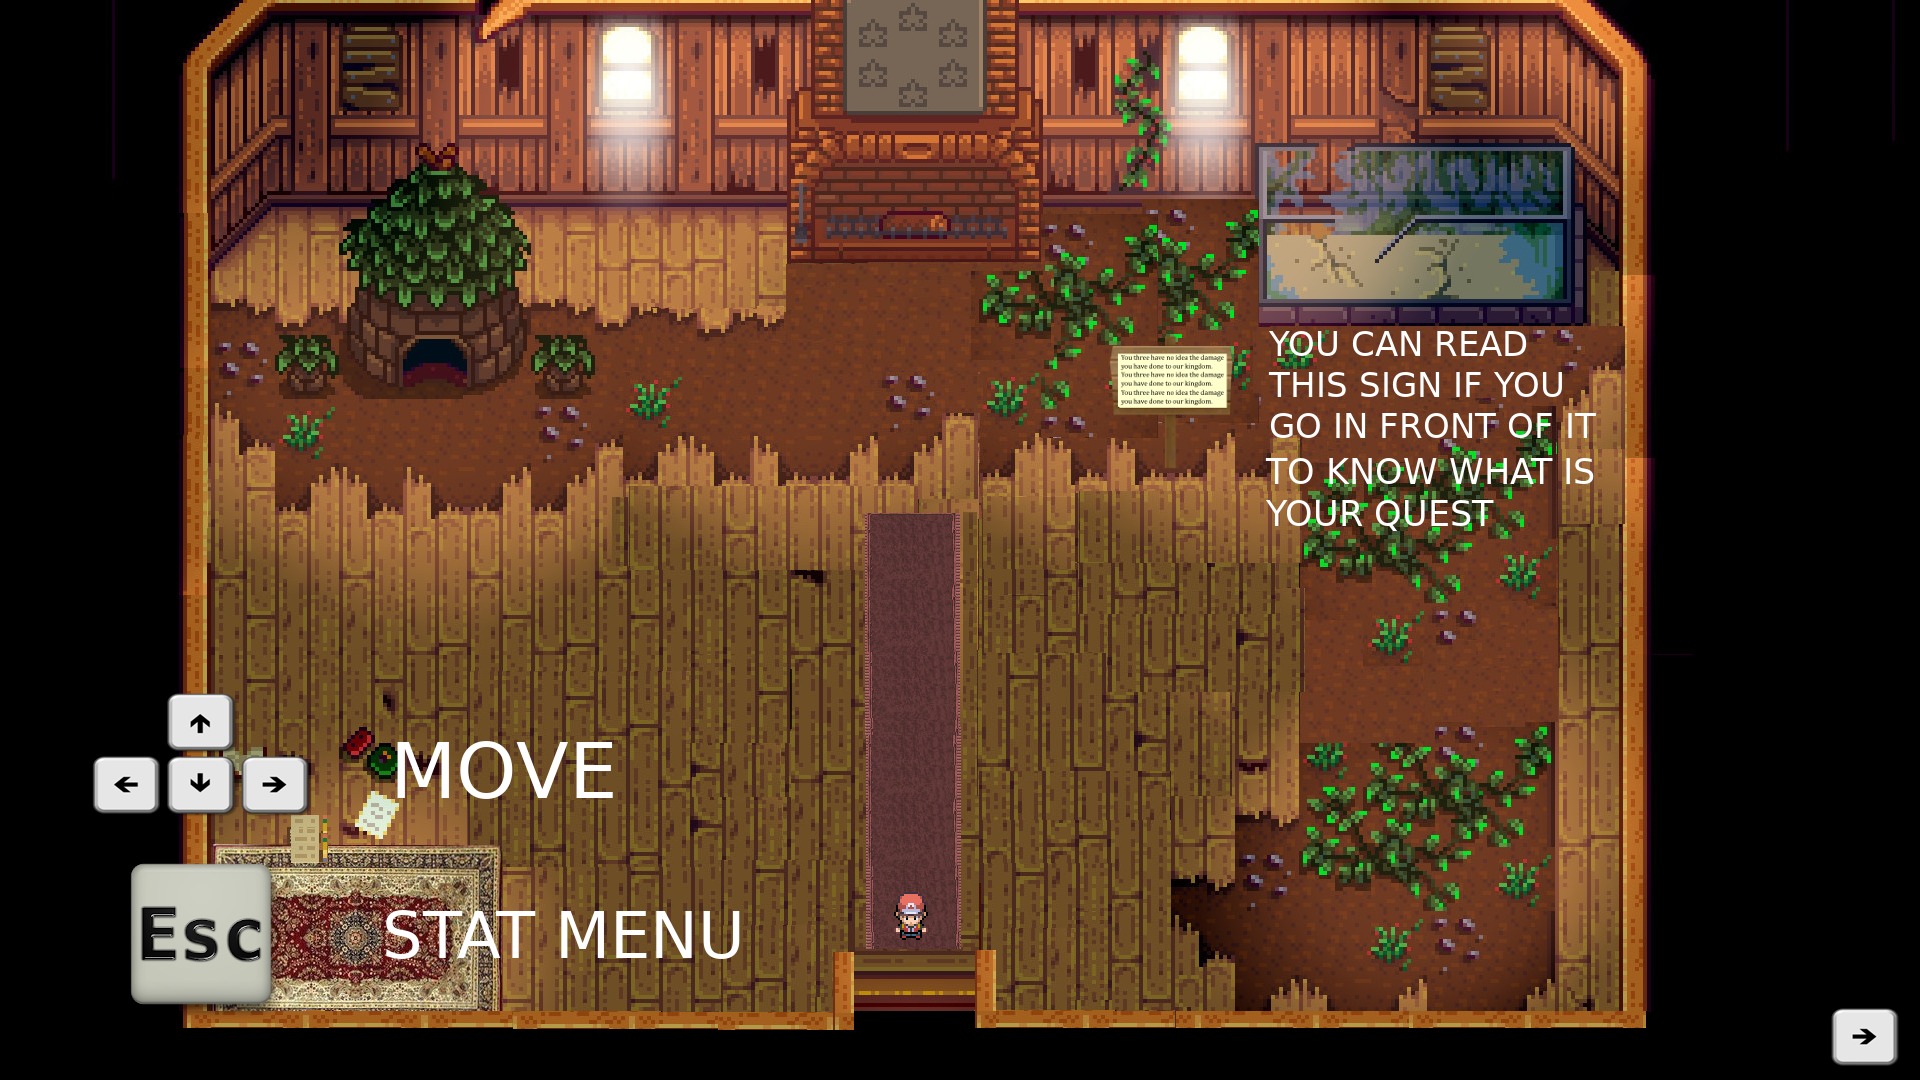 You three have no idea the damage
you have done to our kingdom.
You three have no idea the damage
you have done to our kingdom.
You three have no idea the damage
you have done to our kingdom.
YOU CAN READ
THIS SIGN IF YOU
GO IN FRONT OF IT
TO KNOW WHAT IS
YOUR QUEST
MOVE
Esc
STAT MENU